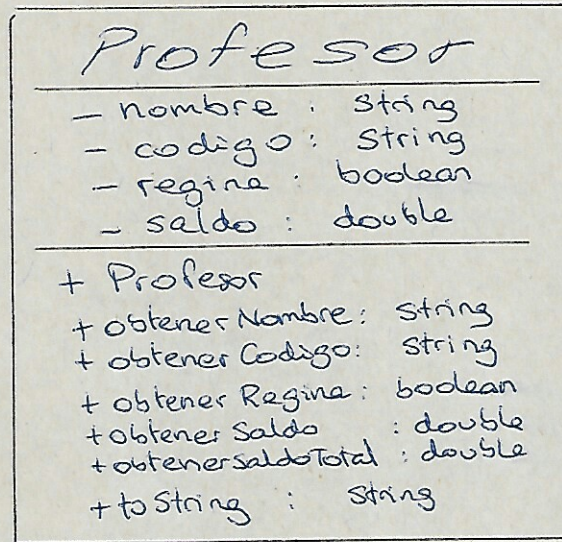 Profesor
- nombre : String
- codigo : String
- regina : boolean
- saldo : double
+ Profesor
+ obtenerNombre : String
+ obtenerCodigo : String
+ obtenerRegina : boolean
+ obtenerSaldo : double
+ obtenerSaldoTotal : double
+ toString : String